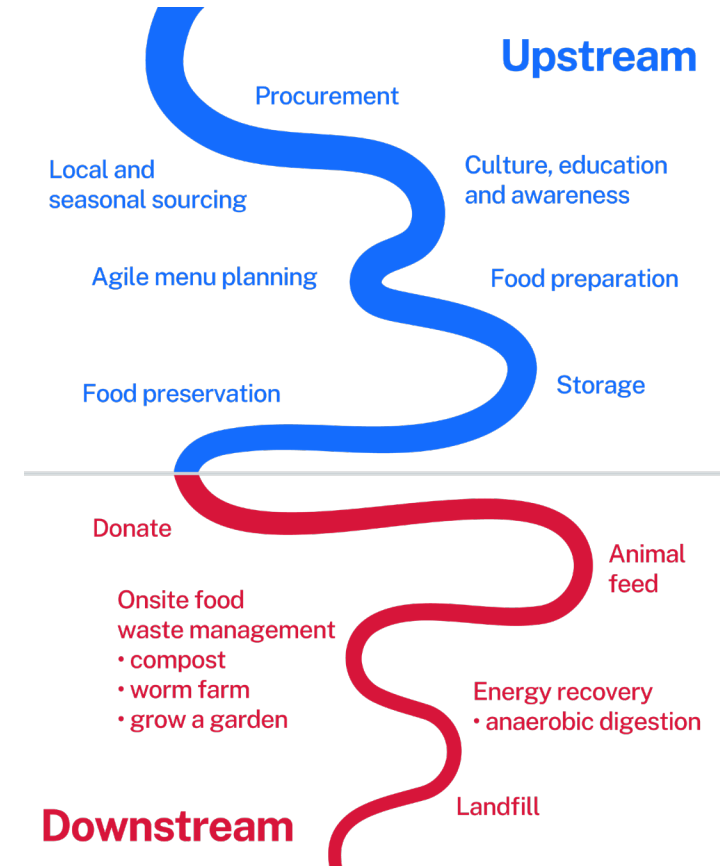 Upstream
Procurement
Local and
seasonal sourcing
Culture, education
and awareness
Agile menu planning
Food preparation
Food preservation
Storage
Donate
Animal
feed
Onsite food
waste management
• compost
• worm farm
• grow a garden
Energy recovery
• anaerobic digestion
Landfill
Downstream